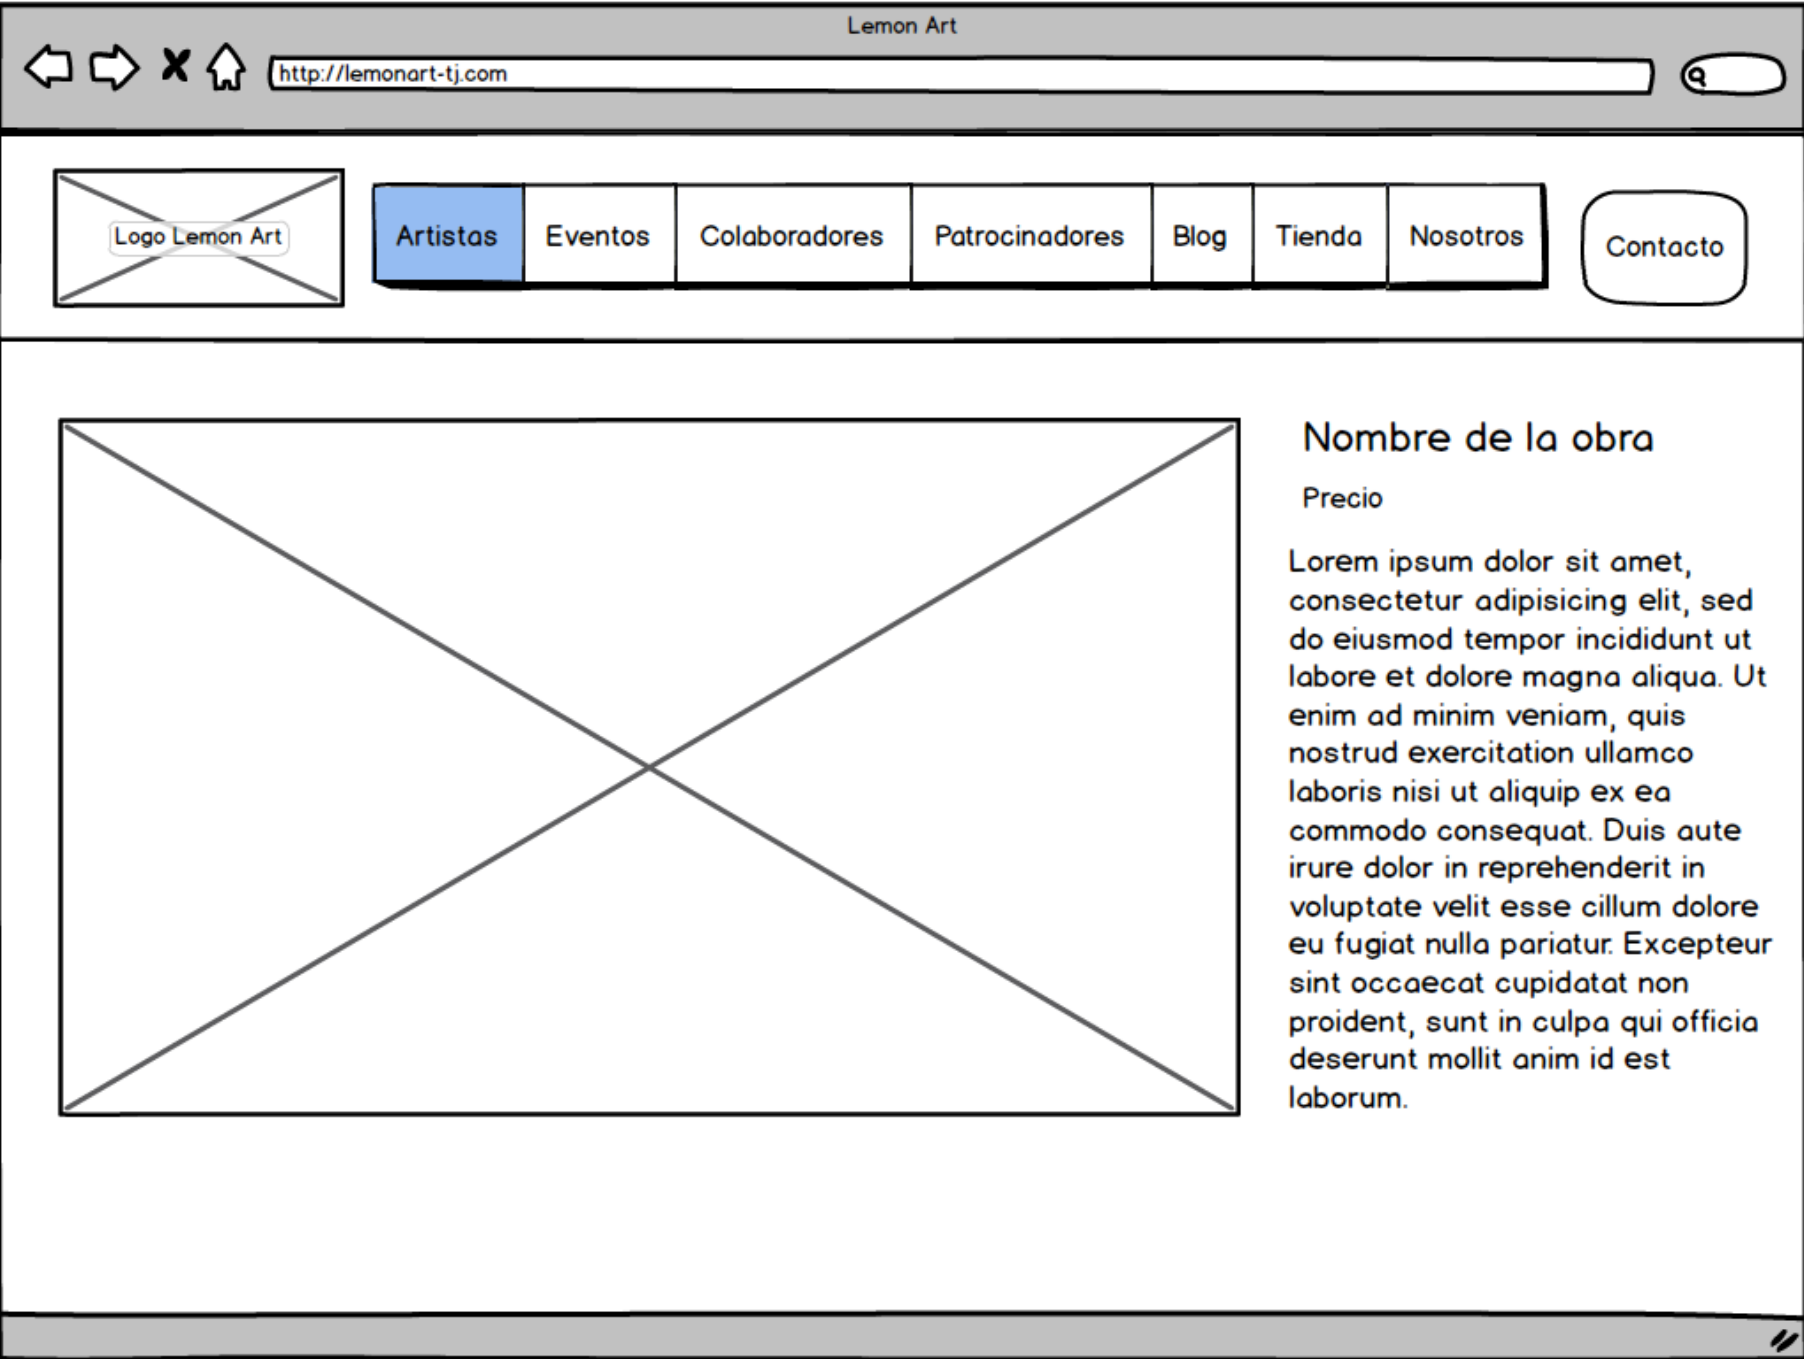 Lemon Art
http://lemonart-tj.com
Logo Lemon Art
Artistas Eventos Colaboradores Patrocinadores Blog Tienda Nosotros
Contacto
Nombre de la obra
Precio
Lorem ipsum dolor sit amet,
consectetur adipisicing elit, sed
do eiusmod tempor incididunt ut
labore et dolore magna aliqua. Ut
enim ad minim veniam, quis
nostrud exercitation ullamco
laboris nisi ut aliquip ex ea
commodo consequat. Duis aute
irure dolor in reprehenderit in
voluptate velit esse cillum dolore
eu fugiat nulla pariatur. Excepteur
sint occaecat cupidatat non
proident, sunt in culpa qui officia
deserunt mollit anim id est
laborum.